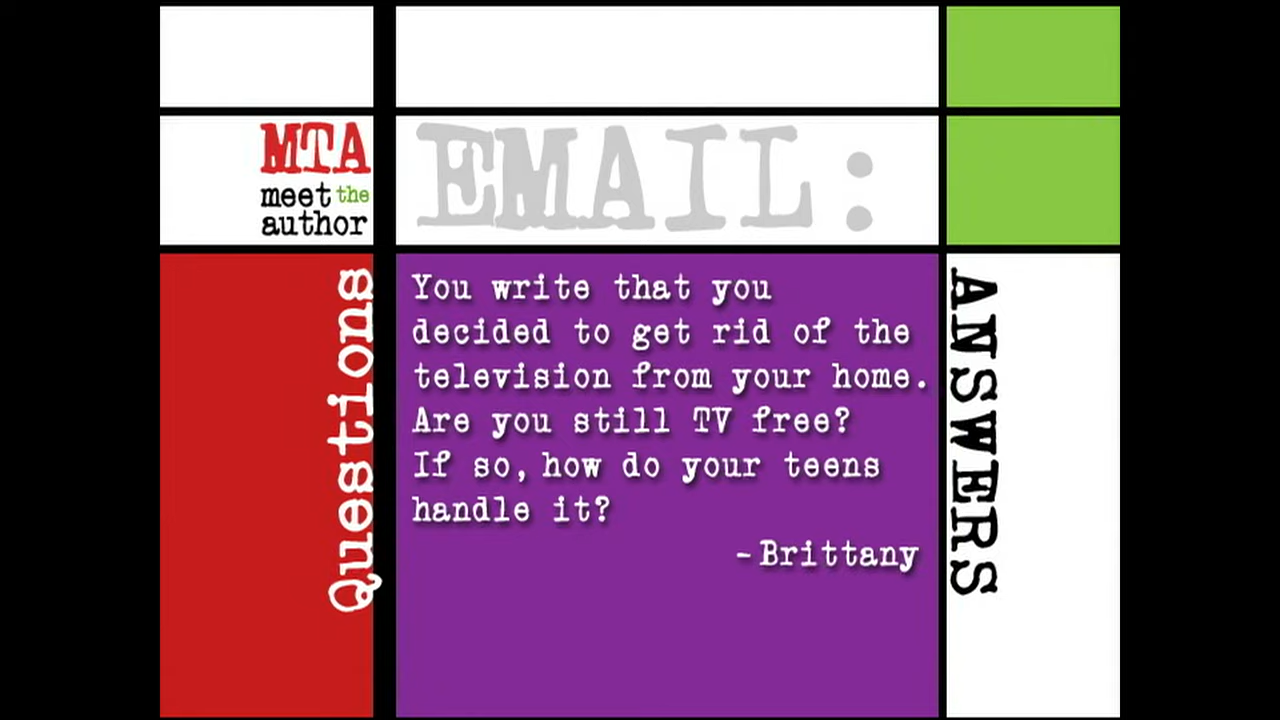 MTA
meet the
author
EMAIL:
Questions
You write that you
decided to get rid of the
television from your home.
Are you still TV free?
If so, how do your teens
handle it?
-Brittany
ANSWERS